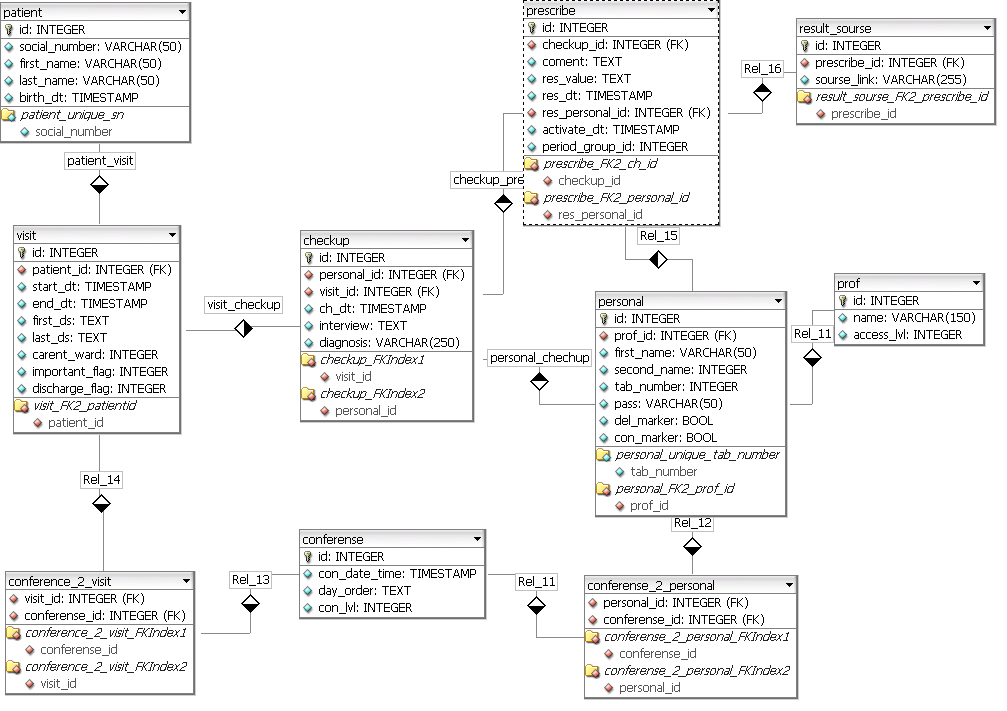 patient
id: INTEGER
social_number: VARCHAR(50)
first_name: VARCHAR(50)
last_name: VARCHAR(50)
birth_dt: TIMESTAMP
patient_unique_sn
social_number
patient_visit
visit
id: INTEGER
patient_id: INTEGER (FK)
start_dt: TIMESTAMP
end_dt: TIMESTAMP
first_ds: TEXT
last_ds: TEXT
carent_ward: INTEGER
important_flag: INTEGER
discharge_flag: INTEGER
visit_FK2_patientid
patient_id
visit_checkup
checkup
id: INTEGER
personal_id: INTEGER (FK)
visit_id: INTEGER (FK)
ch_dt: TIMESTAMP
interview: TEXT
diagnosis: VARCHAR(250)
checkup_FKIndex1
visit_id
checkup_FKIndex2
personal_id
checkup_pre
prescribe
id: INTEGER
checkup_id: INTEGER (FK)
coment: TEXT
res_value: TEXT
res_dt: TIMESTAMP
res_personal_id: INTEGER (FK)
activate_dt: TIMESTAMP
period_group_id: INTEGER
prescribe_FK2_ch_id
checkup_id
prescribe_FK2_personal_id
res_personal_id
Rel_16
result_sourse
id: INTEGER
prescribe_id: INTEGER (FK)
sourse_link: VARCHAR(255)
result_sourse_FK2_prescribe_id
prescribe_id
Rel_15
personal_chechup
personal
id: INTEGER
prof_id: INTEGER (FK)
first_name: VARCHAR(50)
second_name: INTEGER
tab_number: INTEGER
pass: VARCHAR(50)
del_marker: BOOL
con_marker: BOOL
personal_unique_tab_number
tab_number
personal_FK2_prof_id
prof_id
Rel_11
prof
id: INTEGER
name: VARCHAR(150)
access_lvl: INTEGER
Rel_14
Rel_12
conference_2_visit
visit_id: INTEGER (FK)
conferense_id: INTEGER (FK)
conference_2_visit_FKIndex1
conferense_id
conference_2_visit_FKIndex2
visit_id
Rel_13
conferense
id: INTEGER
con_date_time: TIMESTAMP
day_order: TEXT
con_lvl: INTEGER
Rel_11
conferense_2_personal
personal_id: INTEGER (FK)
conferense_id: INTEGER (FK)
conferense_2_personal_FKIndex1
conferense_id
conferense_2_personal_FKIndex2
personal_id